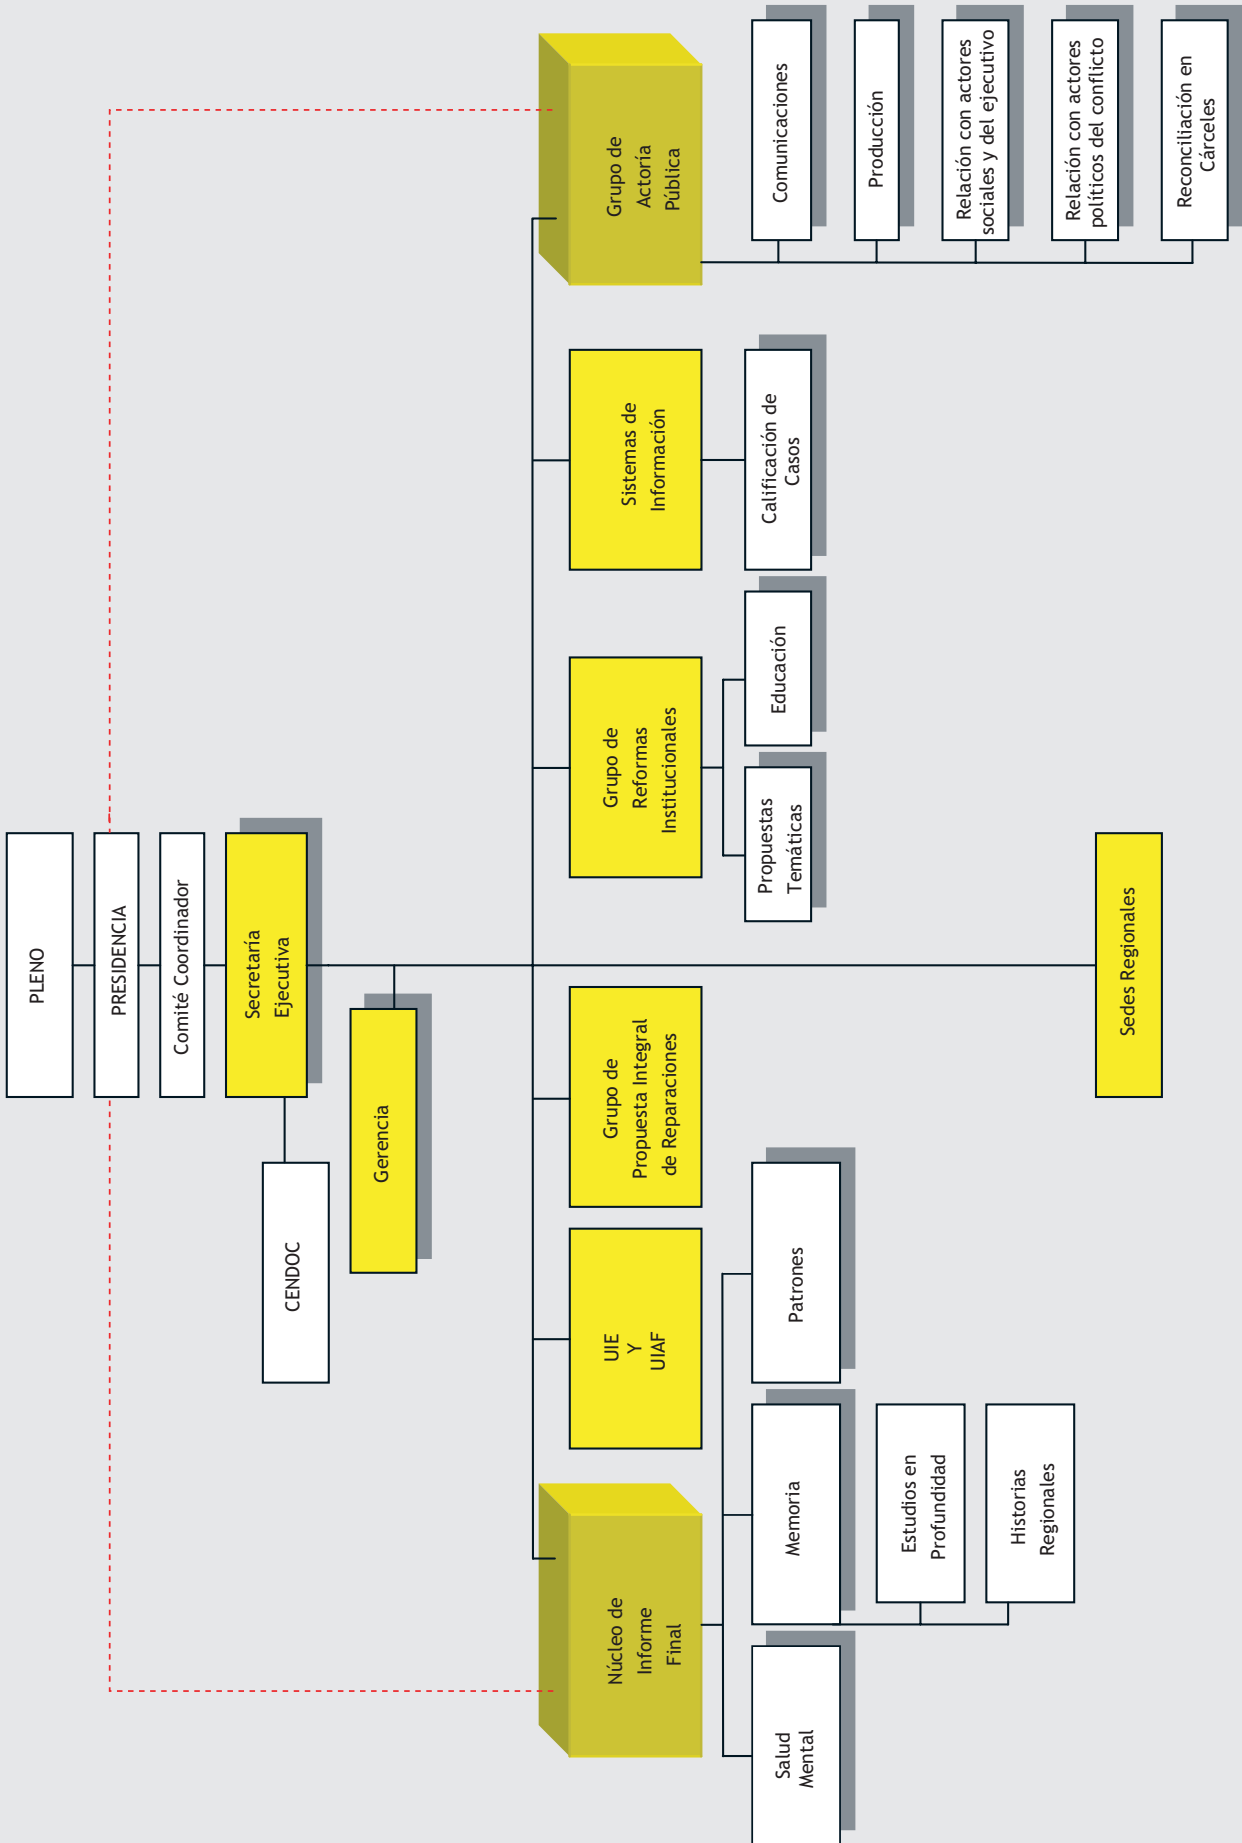 PLENO
PRESIDENCIA
Comité Coordinador
Secretaría
Ejecutiva
CENDOC
Gerencia
Núcleo de
Informe
Final
UIE
Y
UIAF
Grupo de
Propuesta Integral
de Reparaciones
Grupo de
Reformas
Institucionales
Sistemas de
Información
Grupo de
Actoría
Pública
Salud
Mental
Memoria
Patrones
Estudios en
Profundidad
Historias
Regionales
Propuestas
Temáticas
Educación
Calificación de
Casos
Comunicaciones
Producción
Relación con actores
sociales y del ejecutivo
Relación con actores
políticos del conflicto
Reconciliación en
Cárceles
Sedes Regionales